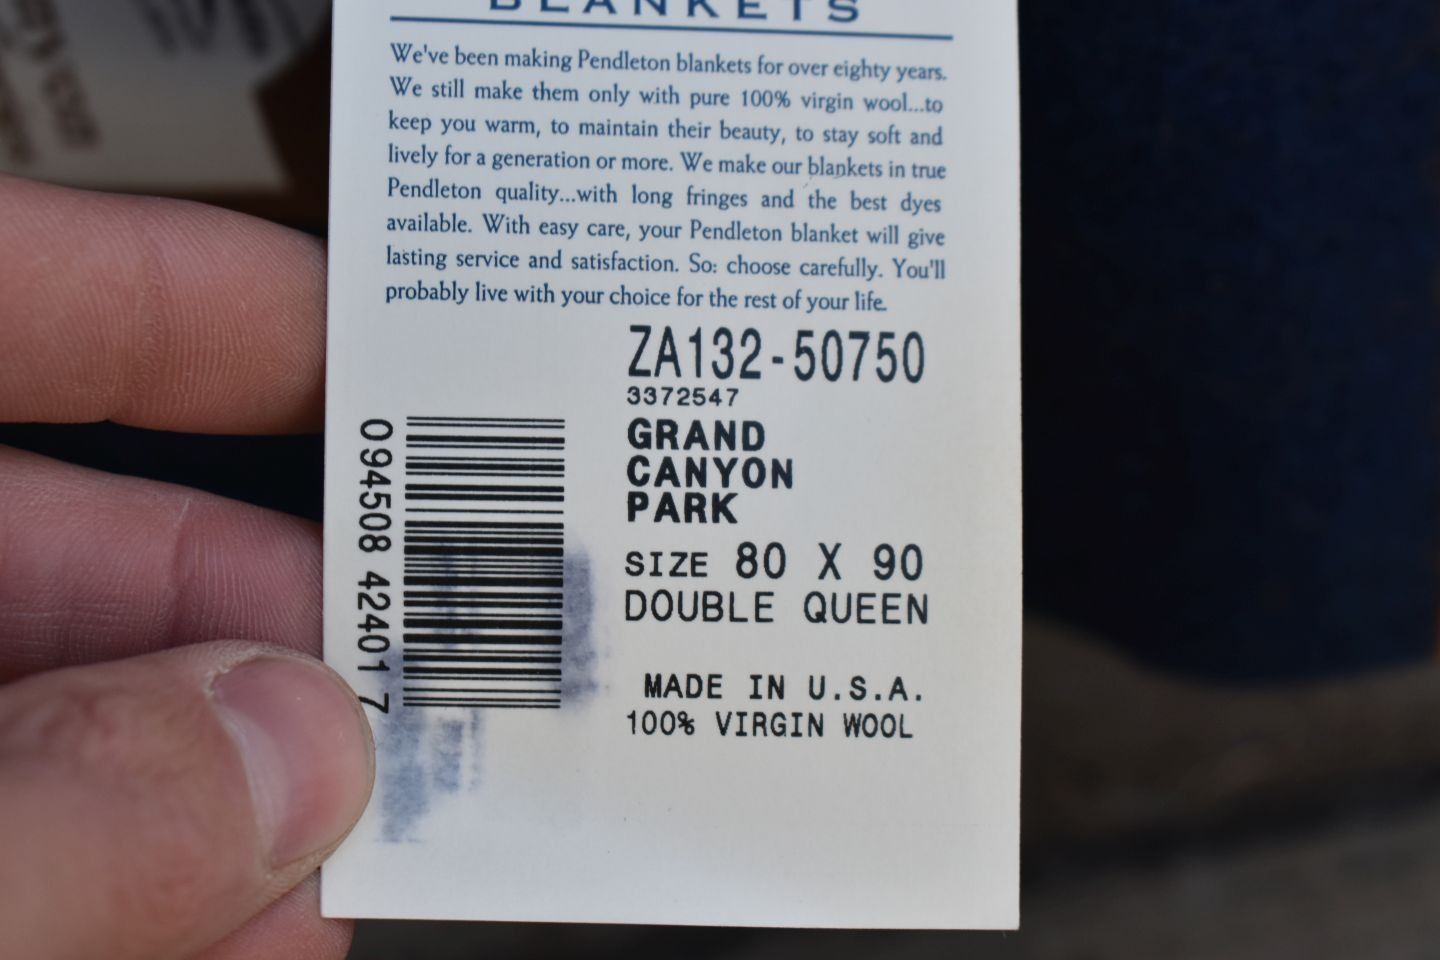 BLANKETS
We've been making Pendleton blankets for over eighty years.
We still make them only with pure 100% virgin wool...to
keep you warm, to maintain their beauty, to stay soft and
lively for a generation or more. We make our blankets in true
Pendleton quality...with long fringes and the best dyes
available. With easy care, your Pendleton blanket will give
lasting service and satisfaction. So: choose carefully. You'll
probably live with your choice for the rest of your life.
ZA132-50750
3372547
GRAND
CANYON
PARK
SIZE 80 X 90
DOUBLE QUEEN
MADE IN U.S.A.
100% VIRGIN WOOL
094508 42401 7